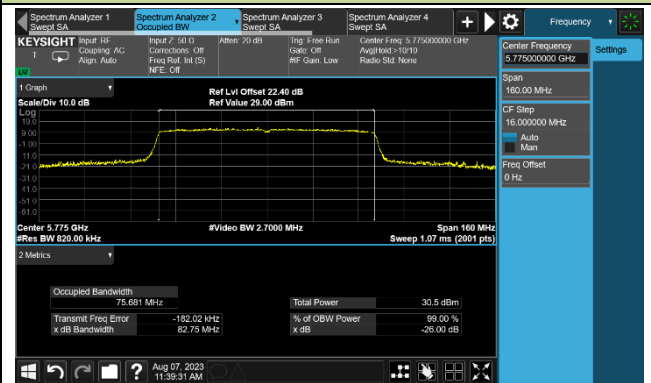 Spectrum Analyzer 1
Swept SA
Spectrum Analyzer 2
Occupied BW
Spectrum Analyzer 3
Swept SA
Spectrum Analyzer 4
Swept SA
+
Frequency
KEYSIGHT
T
Input: RF
Coupling: AC
Align: Auto
Input Z: 50 Ω
Corrections: Off
Freq Ref: Int (S)
NFE: Off
Atten: 20 dB
Trig: Free Run
Gate: Off
#IF Gain: Low
Center Freq: 5.775000000 GHz
Avg|Hold:>10/10
Radio Std: None
Center Frequency
5.775000000 GHz
Settings
Span
160.00 MHz
CF Step
16.000000 MHz
Auto
Man
Freq Offset
0 Hz
1 Graph
Scale/Div 10.0 dB
Ref Lvl Offset 22.40 dB
Ref Value 29.00 dBm
Log
19.0
9.00
-1.00
-11.0
-21.0
-31.0
-41.0
-51.0
-61.0
Center 5.775 GHz
#Video BW 2.7000 MHz
Span 160 MHz
#Res BW 820.00 kHz
Sweep 1.07 ms (2001 pts)
2 Metrics
Occupied Bandwidth
75.681 MHz
Total Power
30.5 dBm
Transmit Freq Error
-182.02 kHz
% of OBW Power
99.00 %
x dB Bandwidth
82.75 MHz
x dB
-26.00 dB
?
Aug 07, 2023
11:39:31 AM